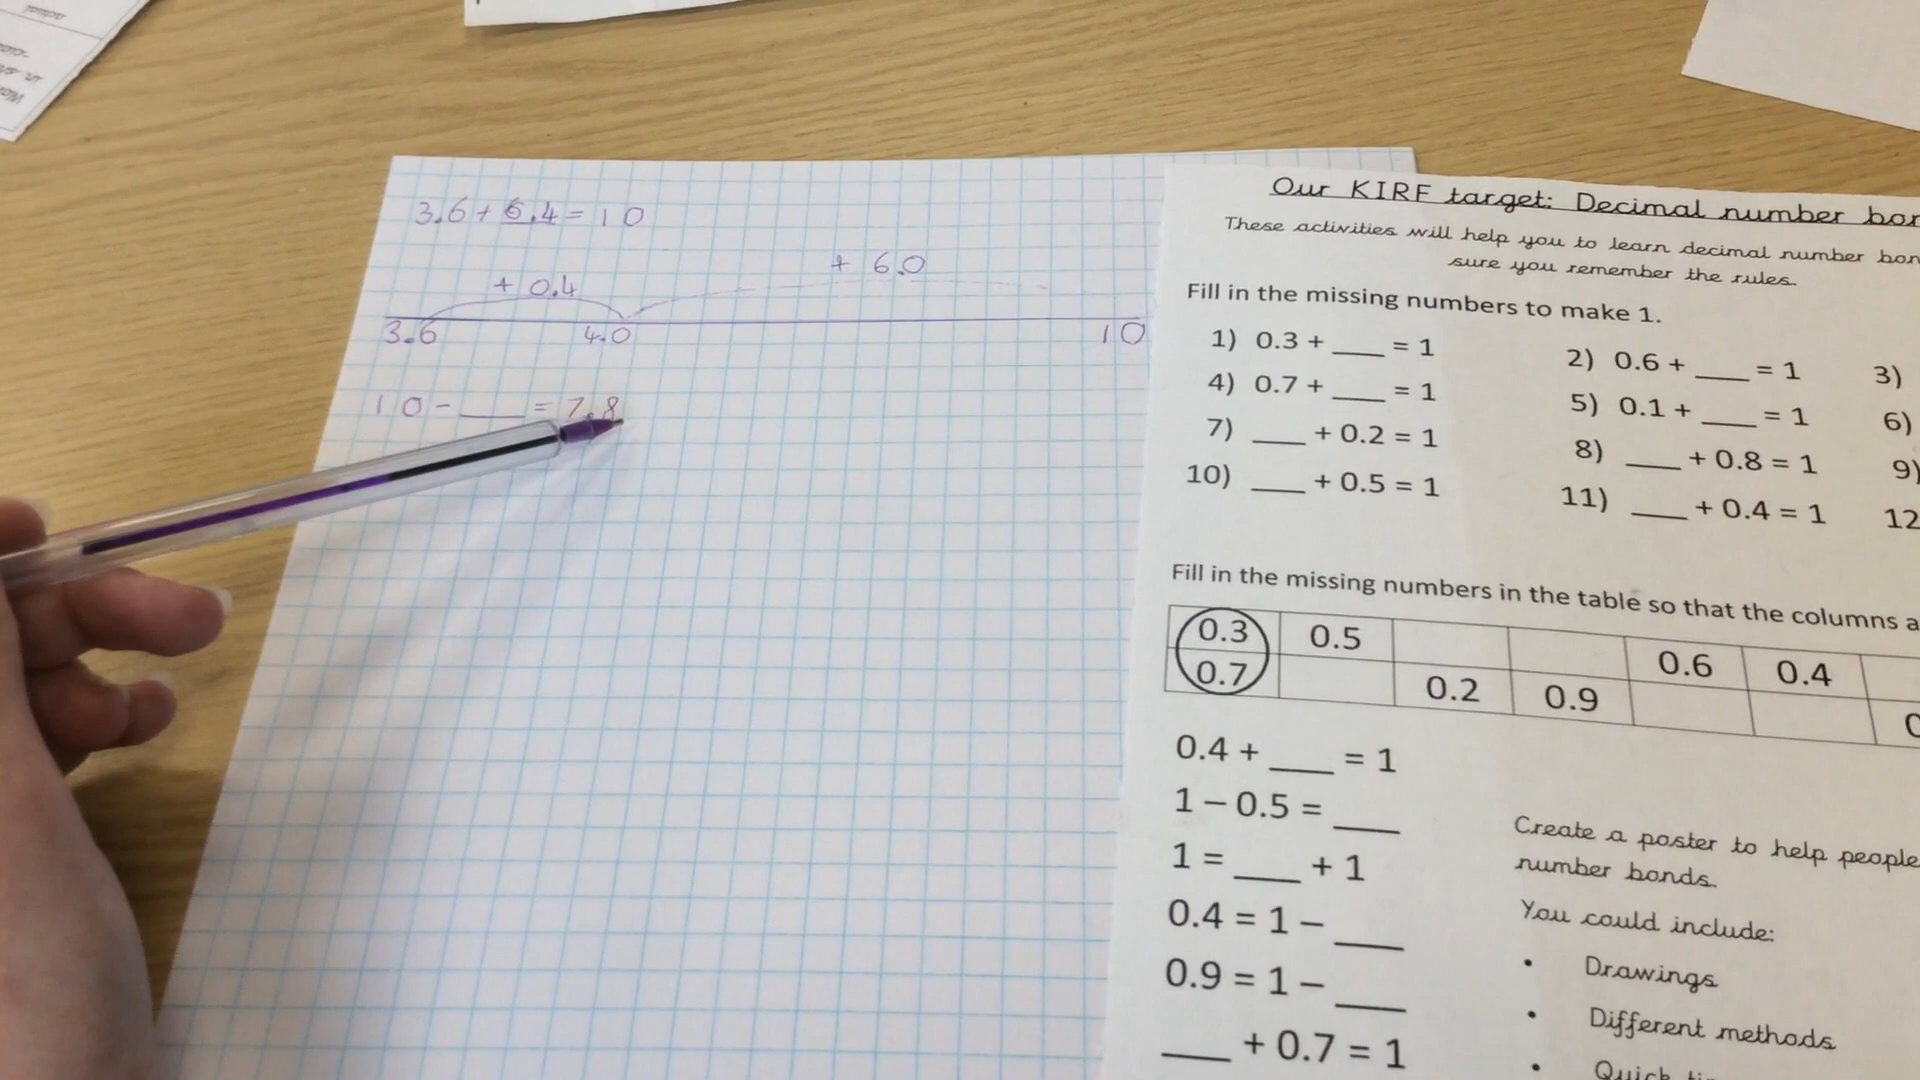 3.6 + 6.4 = 10
+ 0.4
+ 6.0
3.6 4.0 10
10 - ___ = 7.8
Our KIRF target: Decimal number
These activities will help you to learn decimal number
sure you remember the rules.
Fill in the missing numbers to make 1.
1) 0.3 + ___ = 1 2) 0.6 + ___ = 1 3)
4) 0.7 + ___ = 1 5) 0.1 + ___ = 1 6)
7) ___ + 0.2 = 1 8) ___ + 0.8 = 1 9)
10) ___ + 0.5 = 1 11) ___ + 0.4 = 1 12
Fill in the missing numbers in the table so that the columns
0.3 0.5 0.6 0.4
0.7 0.2 0.9
0.4 + ___ = 1
1 – 0.5 = ___
1 = ___ + 1
0.4 = 1 – ___
0.9 = 1 – ___
___ + 0.7 = 1
Create a poster to help people
number bonds.
You could include:
• Drawings
• Different methods
• Quick